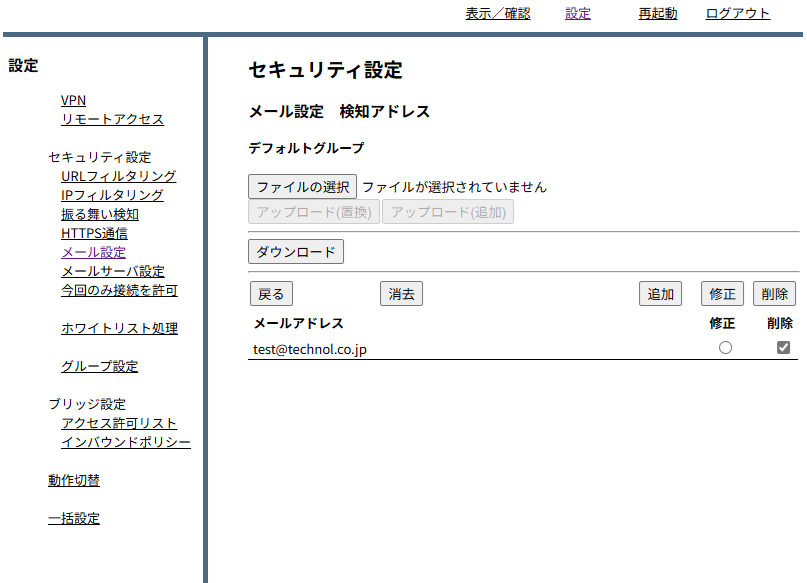 表示／確認 設定 再起動 ログアウト
設定
VPN
リモートアクセス
セキュリティ設定
URLフィルタリング
IPフィルタリング
振る舞い検知
HTTPS通信
メール設定
メールサーバ設定
今回のみ接続を許可
ホワイトリスト処理
グループ設定
ブリッジ設定
アクセス許可リスト
インバウンドポリシー
動作切替
一括設定
セキュリティ設定
メール設定　検知アドレス
デフォルトグループ
ファイルの選択 ファイルが選択されていません
アップロード(置換) アップロード(追加)
ダウンロード
戻る 消去 追加 修正 削除
メールアドレス 修正 削除
test@technol.co.jp